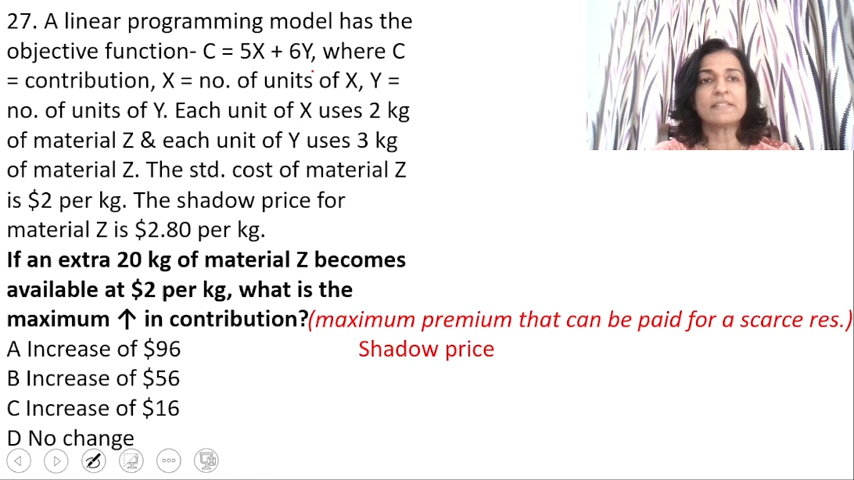 27. A linear programming model has the
objective function- C = 5X + 6Y, where C
= contribution, X = no. of units of X, Y =
no. of units of Y. Each unit of X uses 2 kg
of material Z & each unit of Y uses 3 kg
of material Z. The std. cost of material Z
is $2 per kg. The shadow price for
material Z is $2.80 per kg.
If an extra 20 kg of material Z becomes
available at $2 per kg, what is the
maximum ↑ in contribution?(maximum premium that can be paid for a scarce res.)
A Increase of $96 Shadow price
B Increase of $56
C Increase of $16
D No change